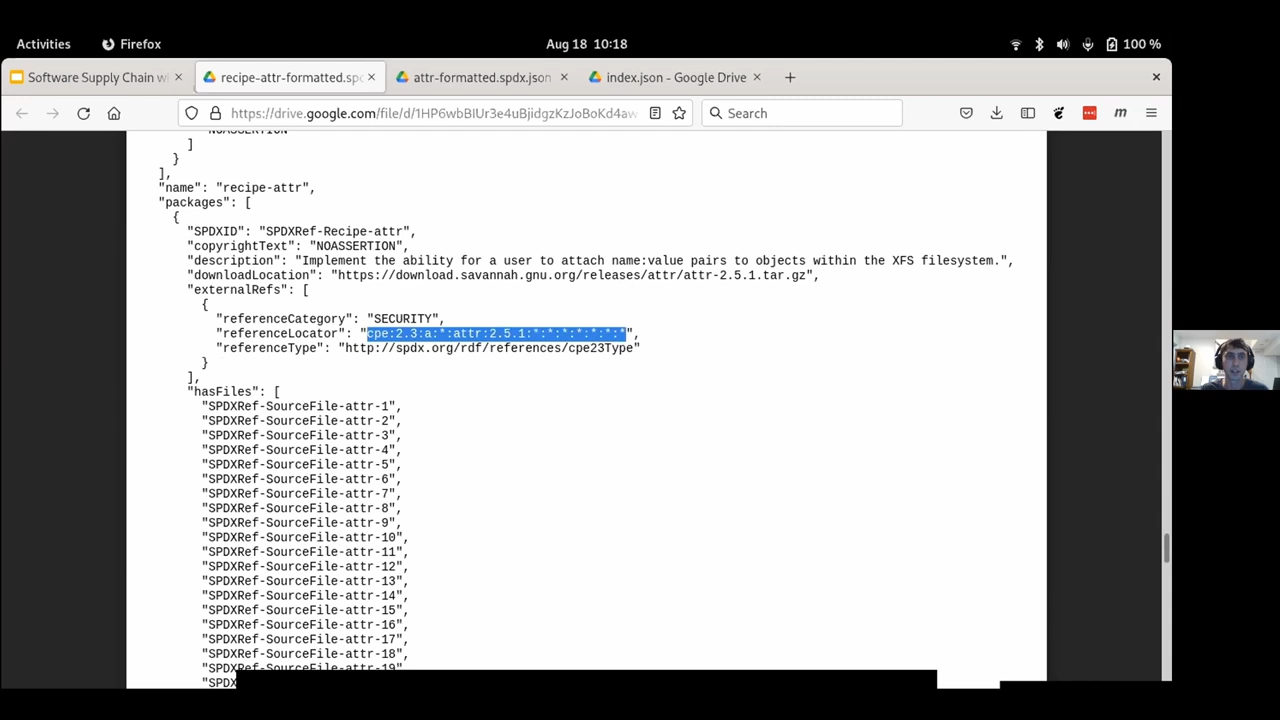 Activities
Firefox
Aug 18 10:18
100 %
Software Supply Chain w
recipe-attr-formatted.spd
attr-formatted.spdx.json
index.json - Google Drive
https://drive.google.com/file/d/1HP6wbBIUr3e4uBjidgzKzJoBoKd4aw
Search
"NOASSERTION"
]
}
],
"name": "recipe-attr",
"packages": [
{
"SPDXID": "SPDXRef-Recipe-attr",
"copyrightText": "NOASSERTION",
"description": "Implement the ability for a user to attach name:value pairs to objects within the XFS filesystem.",
"downloadLocation": "https://download.savannah.gnu.org/releases/attr/attr-2.5.1.tar.gz",
"externalRefs": [
{
"referenceCategory": "SECURITY",
"referenceLocator": "cpe:2.3:a:*:attr:2.5.1:*:*:*:*:*:*:*",
"referenceType": "http://spdx.org/rdf/references/cpe23Type"
}
],
"hasFiles": [
"SPDXRef-SourceFile-attr-1",
"SPDXRef-SourceFile-attr-2",
"SPDXRef-SourceFile-attr-3",
"SPDXRef-SourceFile-attr-4",
"SPDXRef-SourceFile-attr-5",
"SPDXRef-SourceFile-attr-6",
"SPDXRef-SourceFile-attr-7",
"SPDXRef-SourceFile-attr-8",
"SPDXRef-SourceFile-attr-9",
"SPDXRef-SourceFile-attr-10",
"SPDXRef-SourceFile-attr-11",
"SPDXRef-SourceFile-attr-12",
"SPDXRef-SourceFile-attr-13",
"SPDXRef-SourceFile-attr-14",
"SPDXRef-SourceFile-attr-15",
"SPDXRef-SourceFile-attr-16",
"SPDXRef-SourceFile-attr-17",
"SPDXRef-SourceFile-attr-18",
"SPDXRef-SourceFile-attr-19",
"SPDX